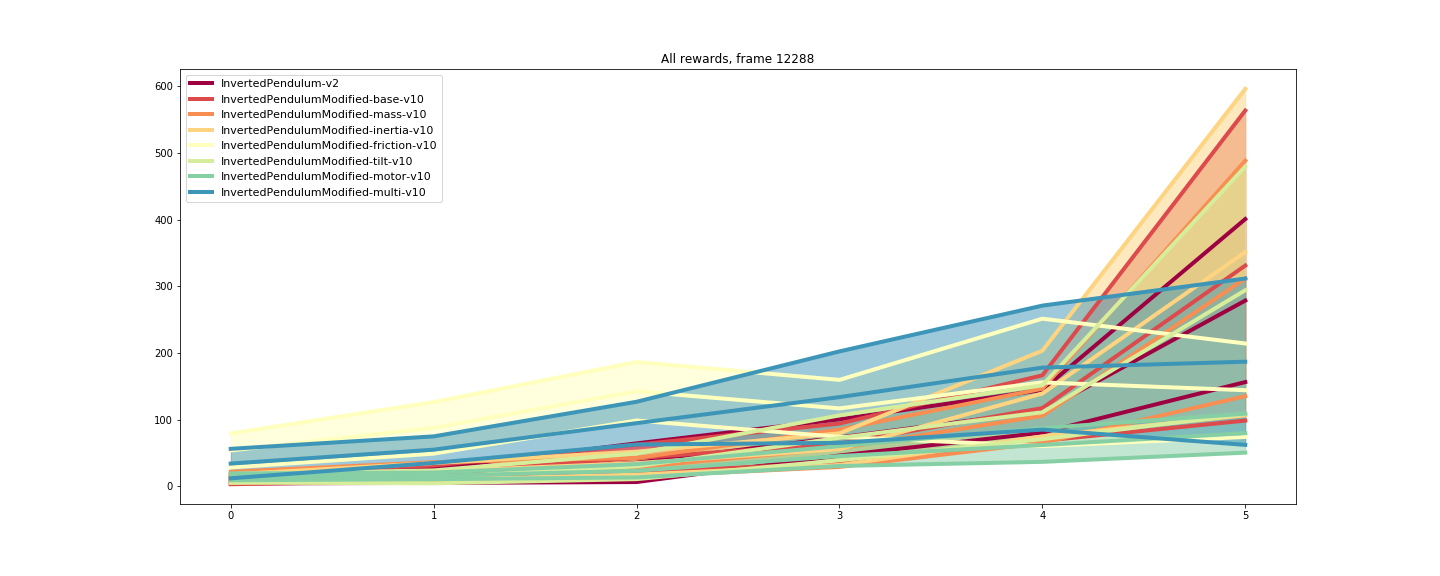 All rewards, frame 12288
InvertedPendulum-v2
InvertedPendulumModified-base-v10
InvertedPendulumModified-mass-v10
InvertedPendulumModified-inertia-v10
InvertedPendulumModified-friction-v10
InvertedPendulumModified-tilt-v10
InvertedPendulumModified-motor-v10
InvertedPendulumModified-multi-v10
600
500
400
300
200
100
0
0 1 2 3 4 5